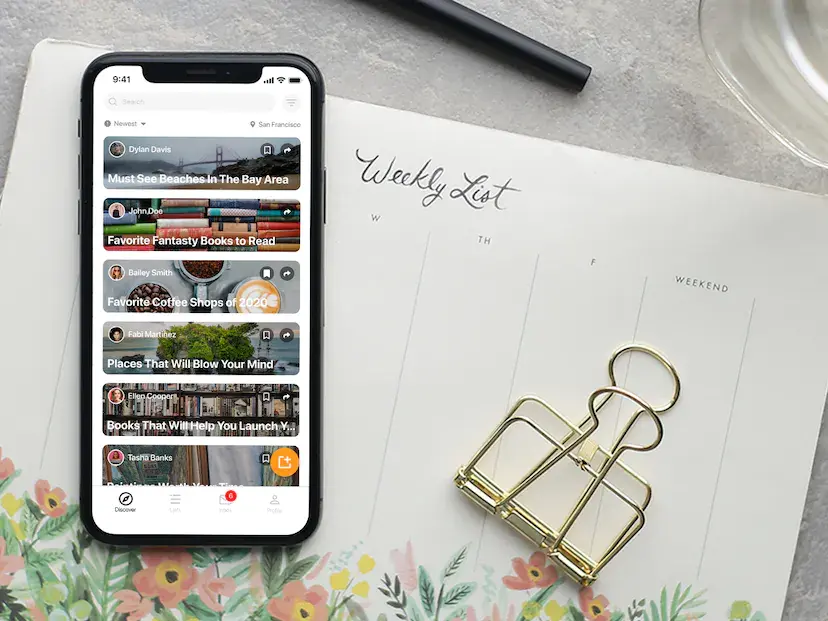 9:41
Search
Newest
San Francisco
Dylan Davis
Must See Beaches In The Bay Area
John Doe
Favorite Fantasty Books to Read
Bailey Smith
Favorite Coffee Shops of 2020
Fabi Martinez
Places That Will Blow Your Mind
Ellen Cooper
Books That Will Help You Launch Y...
Tasha Banks
Paintings Worth Your Time
6
Discover
Profile
Weekly List
W
TH
F
WEEKEND